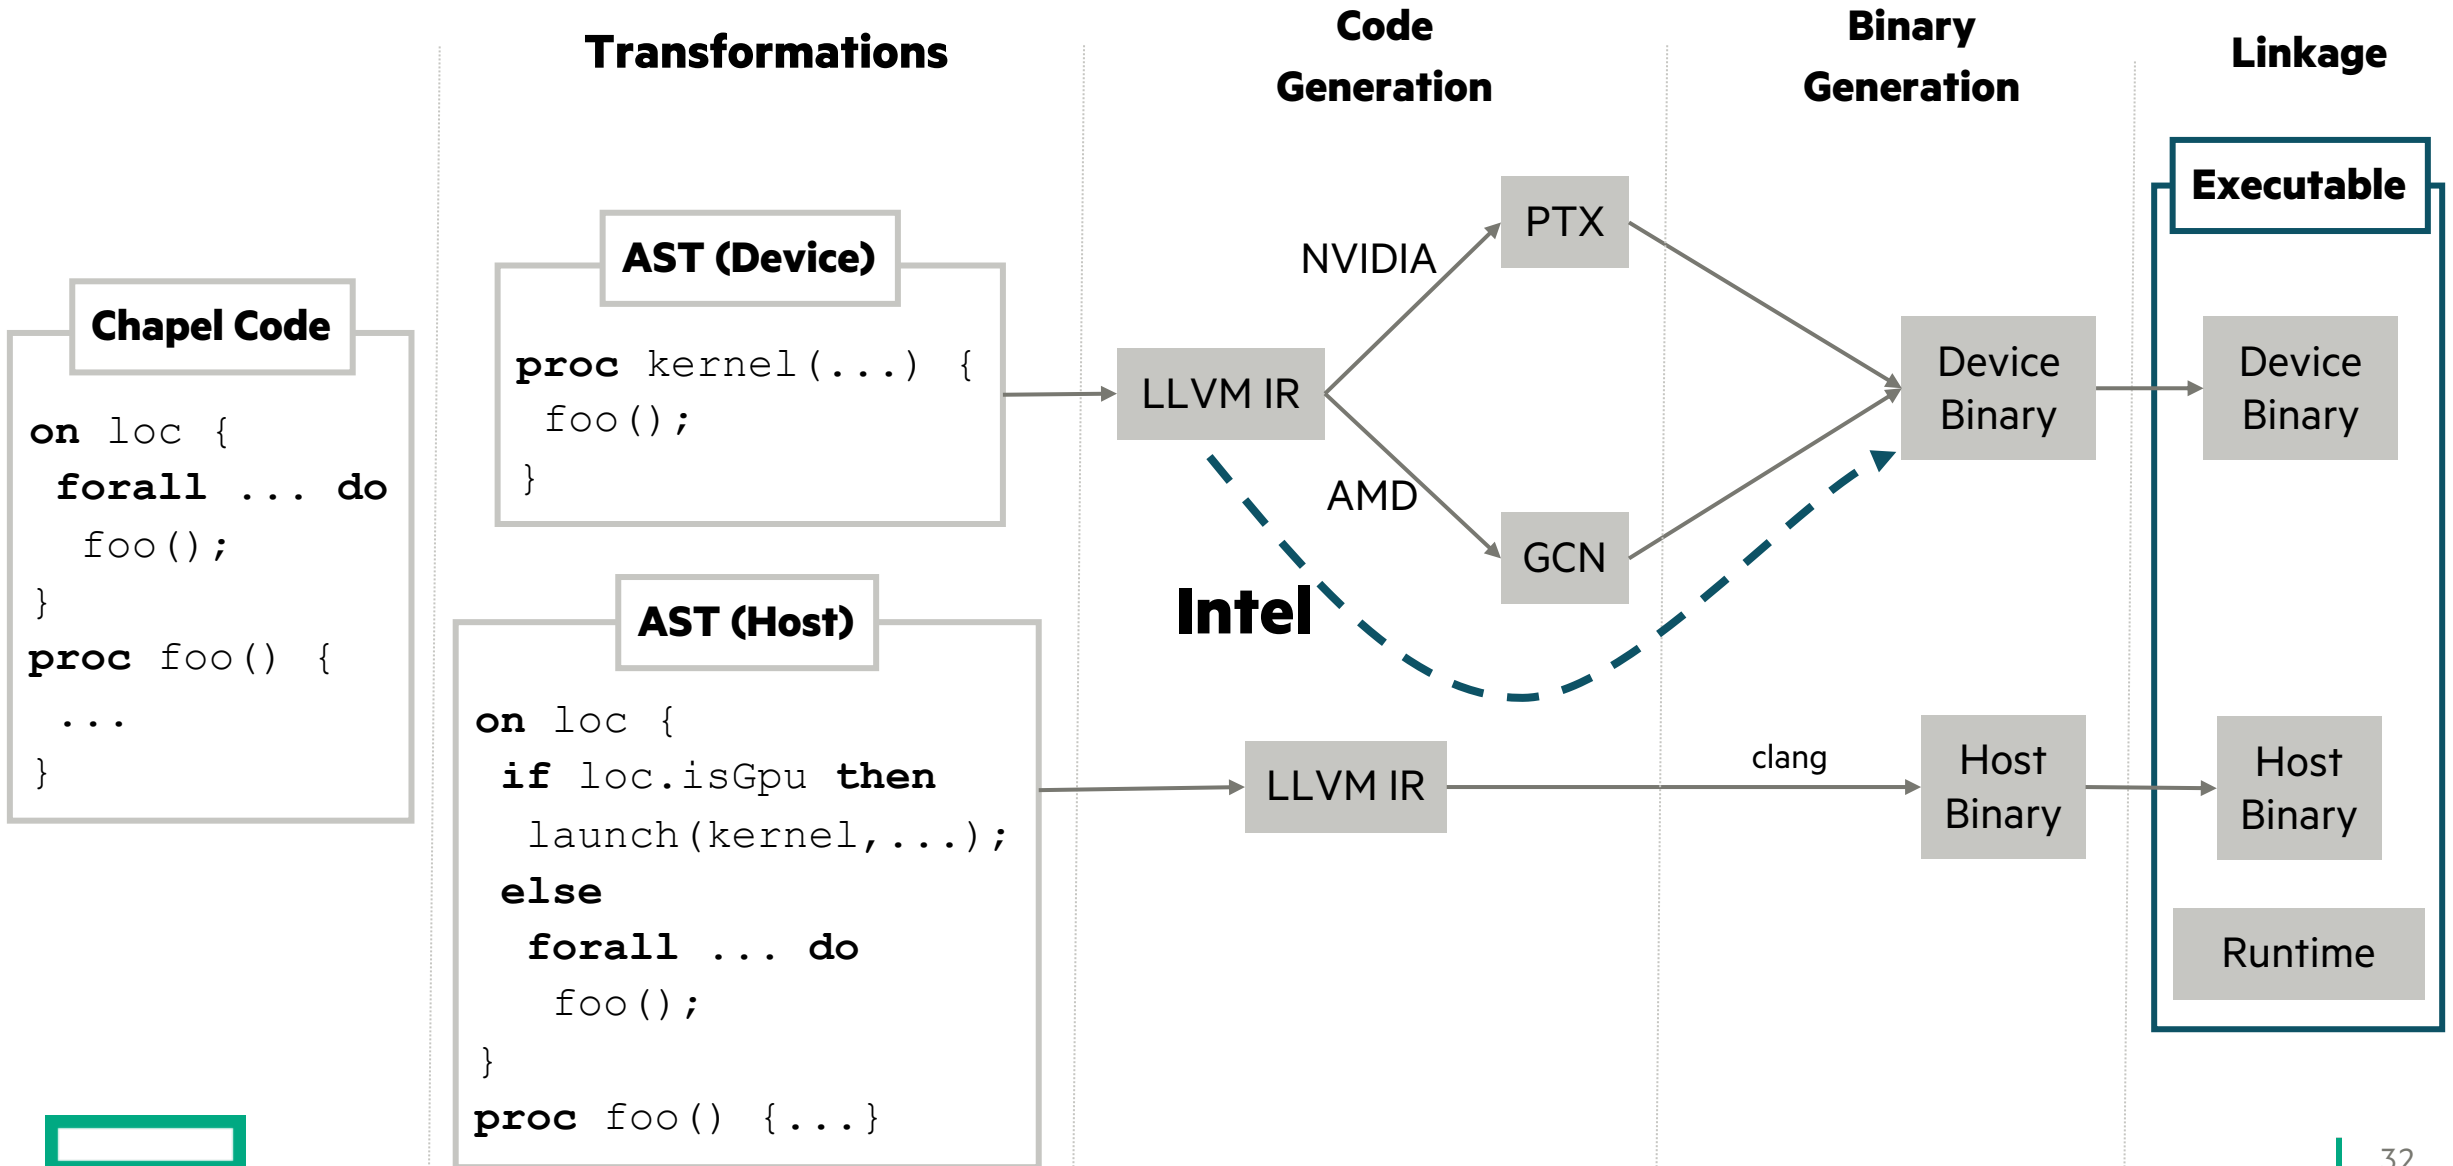 Transformations
Code
Generation
Binary
Generation
Linkage
Chapel Code
on loc {
forall ... do
foo();
}
proc foo() {
...
}
AST (Device)
proc kernel(...) {
foo();
}
AST (Host)
on loc {
if loc.isGpu then
launch(kernel,...);
else
forall ... do
foo();
}
proc foo() {...}
LLVM IR
NVIDIA
PTX
AMD
GCN
Intel
Device
Binary
LLVM IR
clang
Host
Binary
Executable
Device
Binary
Host
Binary
Runtime
32